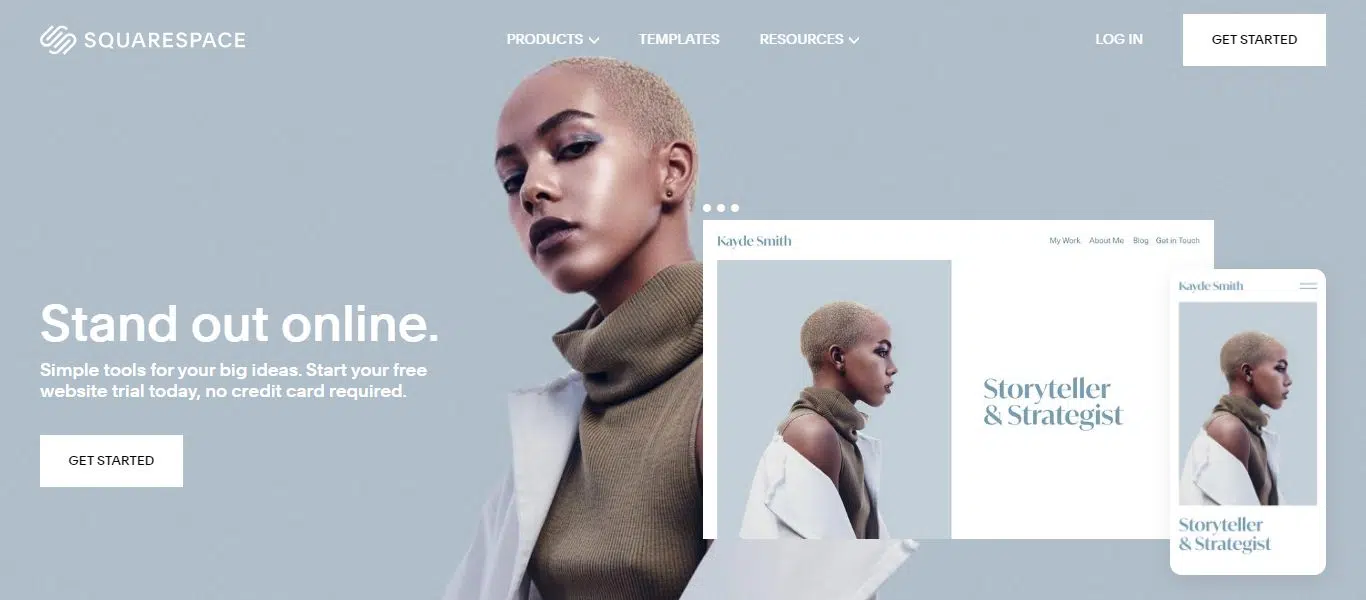 SQUARESPACE
PRODUCTS
TEMPLATES
RESOURCES
LOG IN
GET STARTED
Stand out online.
Simple tools for your big ideas. Start your free
website trial today, no credit card required.
GET STARTED
Kayde Smith
My Work
About Me
Blog
Get in Touch
Storyteller
& Strategist
Kayde Smith
Storyteller
& Strategist